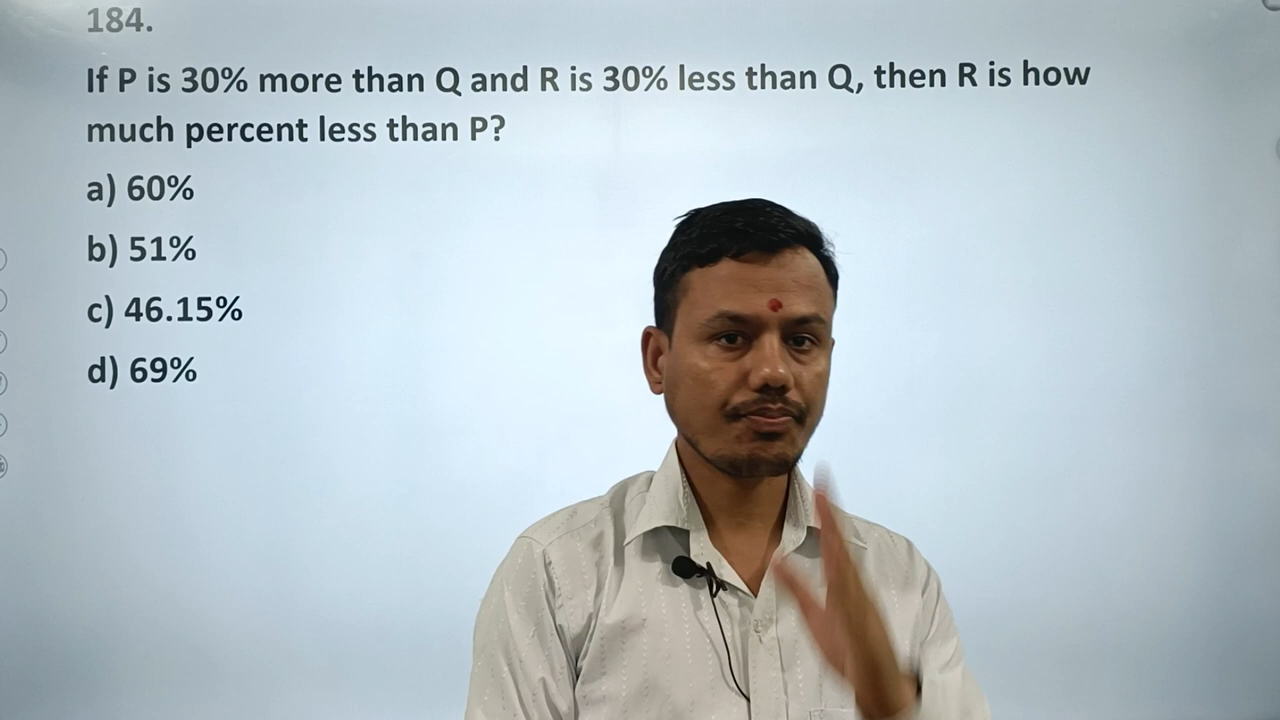 184.
If P is 30% more than Q and R is 30% less than Q, then R is how
much percent less than P?
a) 60%
b) 51%
c) 46.15%
d) 69%